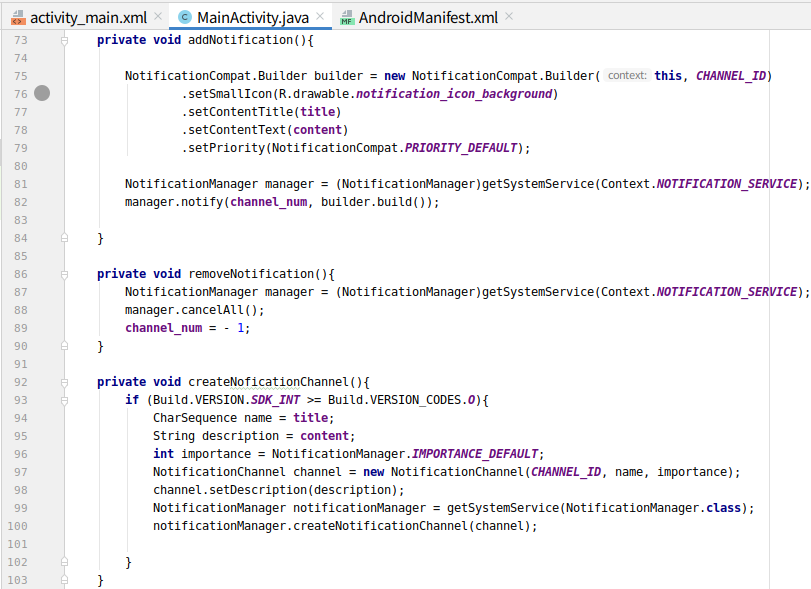 activity_main.xml × C MainActivity.java × MF AndroidManifest.xml ×
73 private void addNotification(){
74
75 NotificationCompat.Builder builder = new NotificationCompat.Builder( context: this, CHANNEL_ID)
76 .setSmallIcon(R.drawable.notification_icon_background)
77 .setContentTitle(title)
78 .setContentText(content)
79 .setPriority(NotificationCompat.PRIORITY_DEFAULT);
80
81 NotificationManager manager = (NotificationManager)getSystemService(Context.NOTIFICATION_SERVICE);
82 manager.notify(channel_num, builder.build());
83
84 }
85
86 private void removeNotification(){
87 NotificationManager manager = (NotificationManager)getSystemService(Context.NOTIFICATION_SERVICE);
88 manager.cancelAll();
89 channel_num = - 1;
90 }
91
92 private void createNoficationChannel(){
93 if (Build.VERSION.SDK_INT >= Build.VERSION_CODES.O){
94 CharSequence name = title;
95 String description = content;
96 int importance = NotificationManager.IMPORTANCE_DEFAULT;
97 NotificationChannel channel = new NotificationChannel(CHANNEL_ID, name, importance);
98 channel.setDescription(description);
99 NotificationManager notificationManager = getSystemService(NotificationManager.class);
100 notificationManager.createNotificationChannel(channel);
101
102 }
103 }